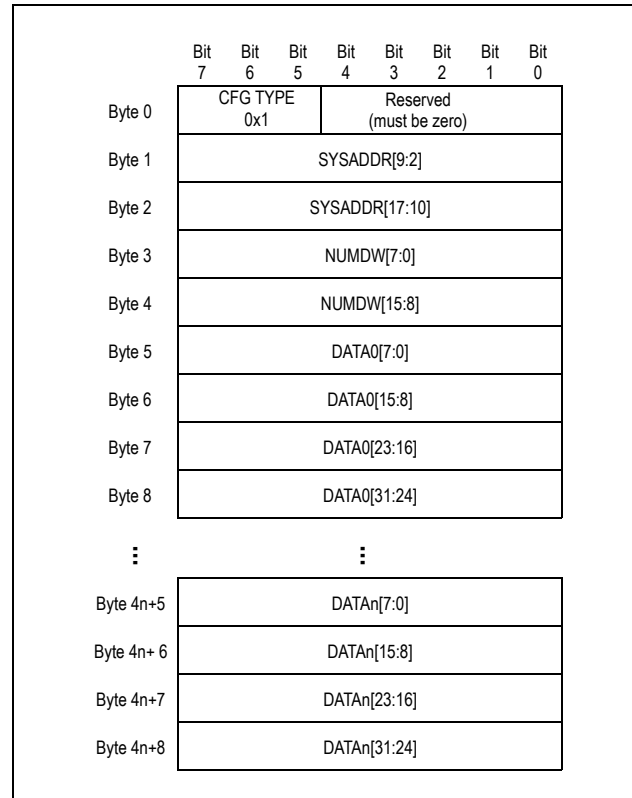 Bit Bit Bit Bit Bit Bit Bit Bit
7 6 5 4 3 2 1 0
Byte 0 CFG TYPE 0x1 Reserved (must be zero)
Byte 1 SYSADDR[9:2]
Byte 2 SYSADDR[17:10]
Byte 3 NUMDW[7:0]
Byte 4 NUMDW[15:8]
Byte 5 DATA0[7:0]
Byte 6 DATA0[15:8]
Byte 7 DATA0[23:16]
Byte 8 DATA0[31:24]
⋮ ⋮
Byte 4n+5 DATAn[7:0]
Byte 4n+ 6 DATAn[15:8]
Byte 4n+7 DATAn[23:16]
Byte 4n+8 DATAn[31:24]